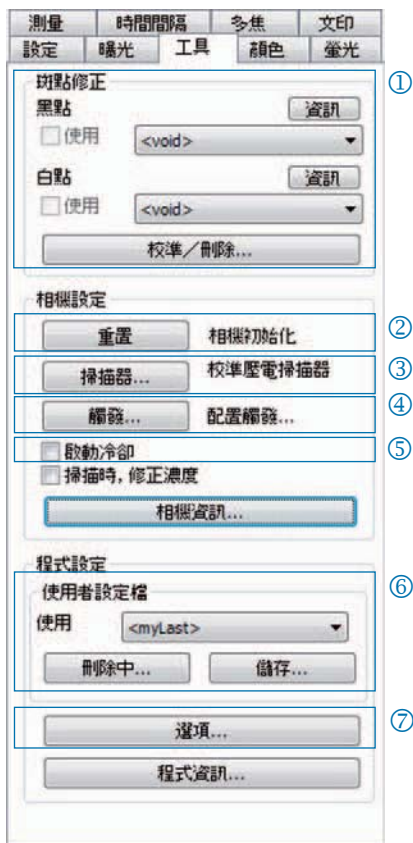 測量 時間間隔 多焦 文印
設定 曝光 工具 顏色 螢光
斑點修正
①
黑點 資訊
使用 <void>
白點 資訊
使用 <void>
校準／刪除...
相機設定
重置 相機初始化 ②
掃描器... 校準壓電掃描器 ③
觸發... 配置觸發... ④
啟動冷卻 ⑤
掃描時, 修正濃度
相機資訊...
程式設定
使用者設定檔 ⑥
使用 <myLast>
刪除中... 儲存...
選項... ⑦
程式資訊...